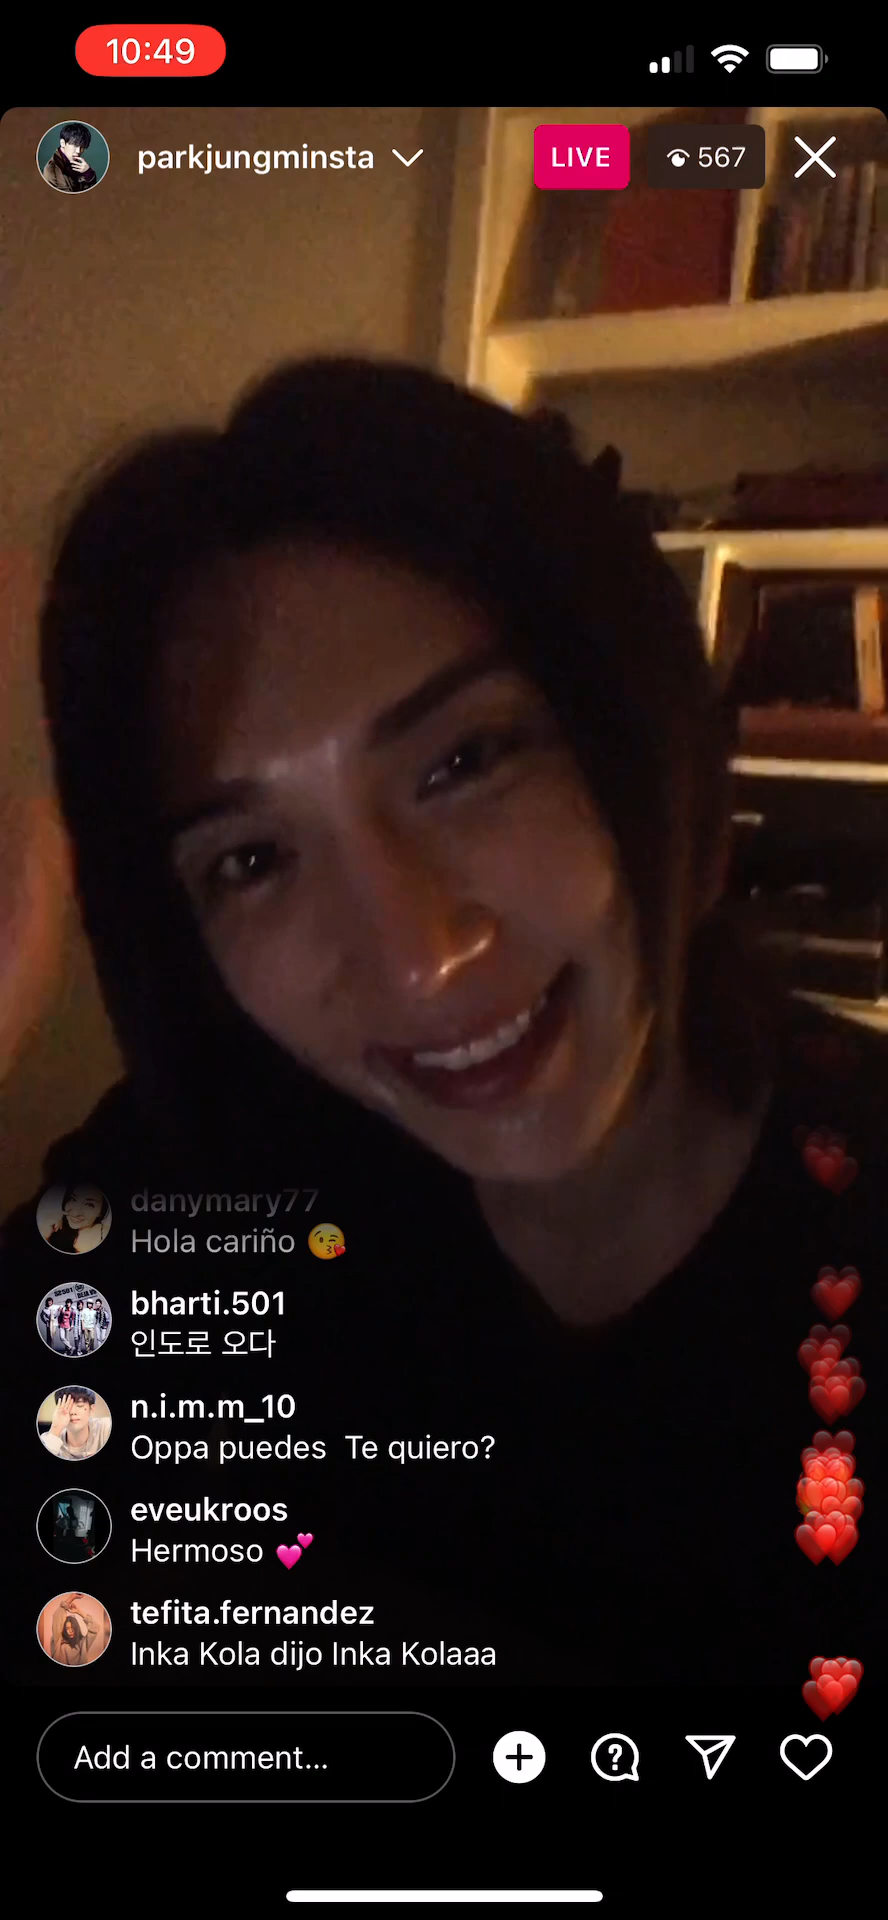 10:49
parkjungminsta
LIVE
567
danymary77
Hola cariño 😘
bharti.501
인도로 오다
n.i.m.m_10
Oppa puedes  Te quiero?
eveukroos
Hermoso 💕
tefita.fernandez
Inka Kola dijo Inka Kolaaa
Add a comment...